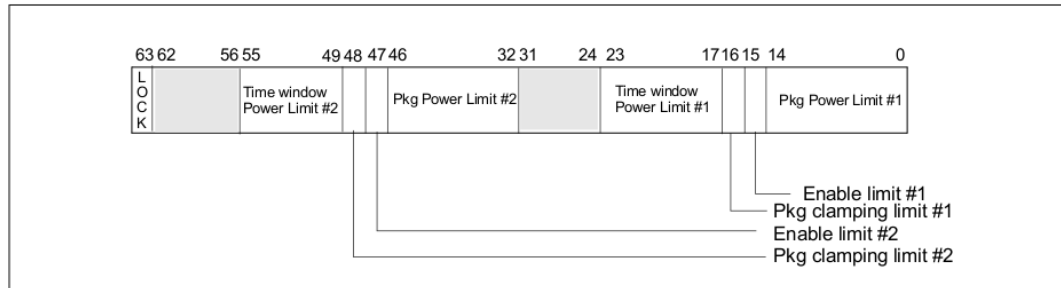 63 62 56 55 49 48 47 46 32 31 24 23 17 16 15 14 0
L
O
C
K
Time window
Power Limit #2
Pkg Power Limit #2
Time window
Power Limit #1
Pkg Power Limit #1
Enable limit #1
Pkg clamping limit #1
Enable limit #2
Pkg clamping limit #2